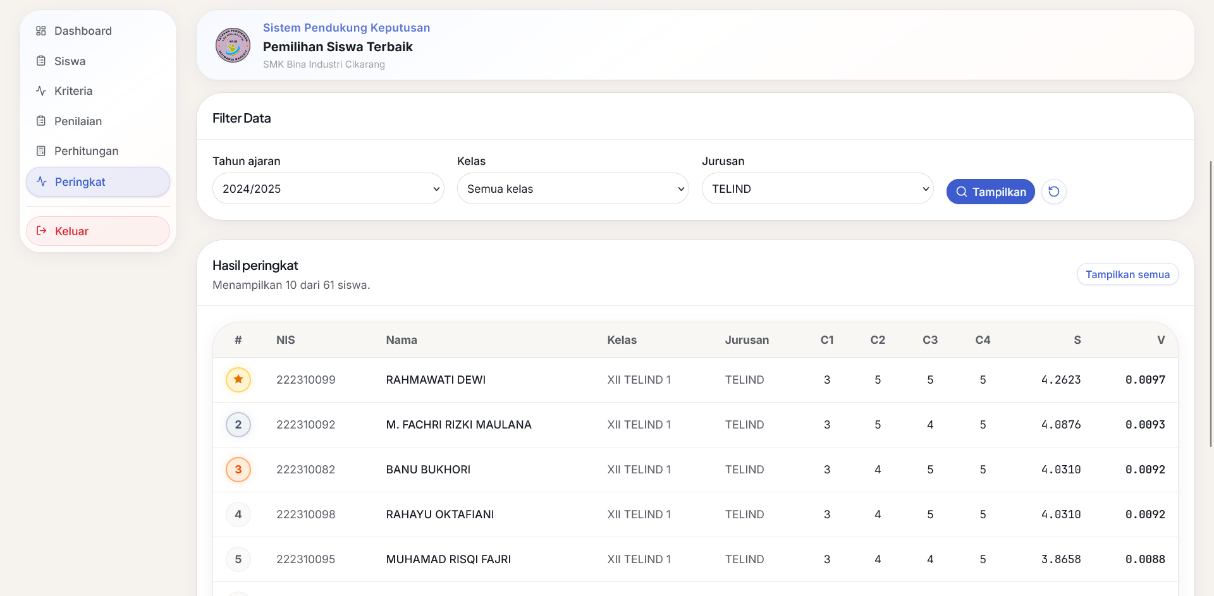 Dashboard
Siswa
Kriteria
Penilaian
Perhitungan
Peringkat
Keluar
Sistem Pendukung Keputusan
Pemilihan Siswa Terbaik
SMK Bina Industri Cikarang
Filter Data
Tahun ajaran Kelas Jurusan
2024/2025 Semua kelas TELIND Tampilkan
Hasil peringkat
Menampilkan 10 dari 61 siswa.
Tampilkan semua
# NIS Nama Kelas Jurusan C1 C2 C3 C4 S V
222310099 RAHMAWATI DEWI XII TELIND 1 TELIND 3 5 5 5 4.2623 0.0097
2 222310092 M. FACHRI RIZKI MAULANA XII TELIND 1 TELIND 3 5 4 5 4.0876 0.0093
3 222310082 BANU BUKHORI XII TELIND 1 TELIND 3 4 5 5 4.0310 0.0092
4 222310098 RAHAYU OKTAFIANI XII TELIND 1 TELIND 3 4 5 5 4.0310 0.0092
5 222310095 MUHAMAD RISQI FAJRI XII TELIND 1 TELIND 3 4 4 5 3.8658 0.0088